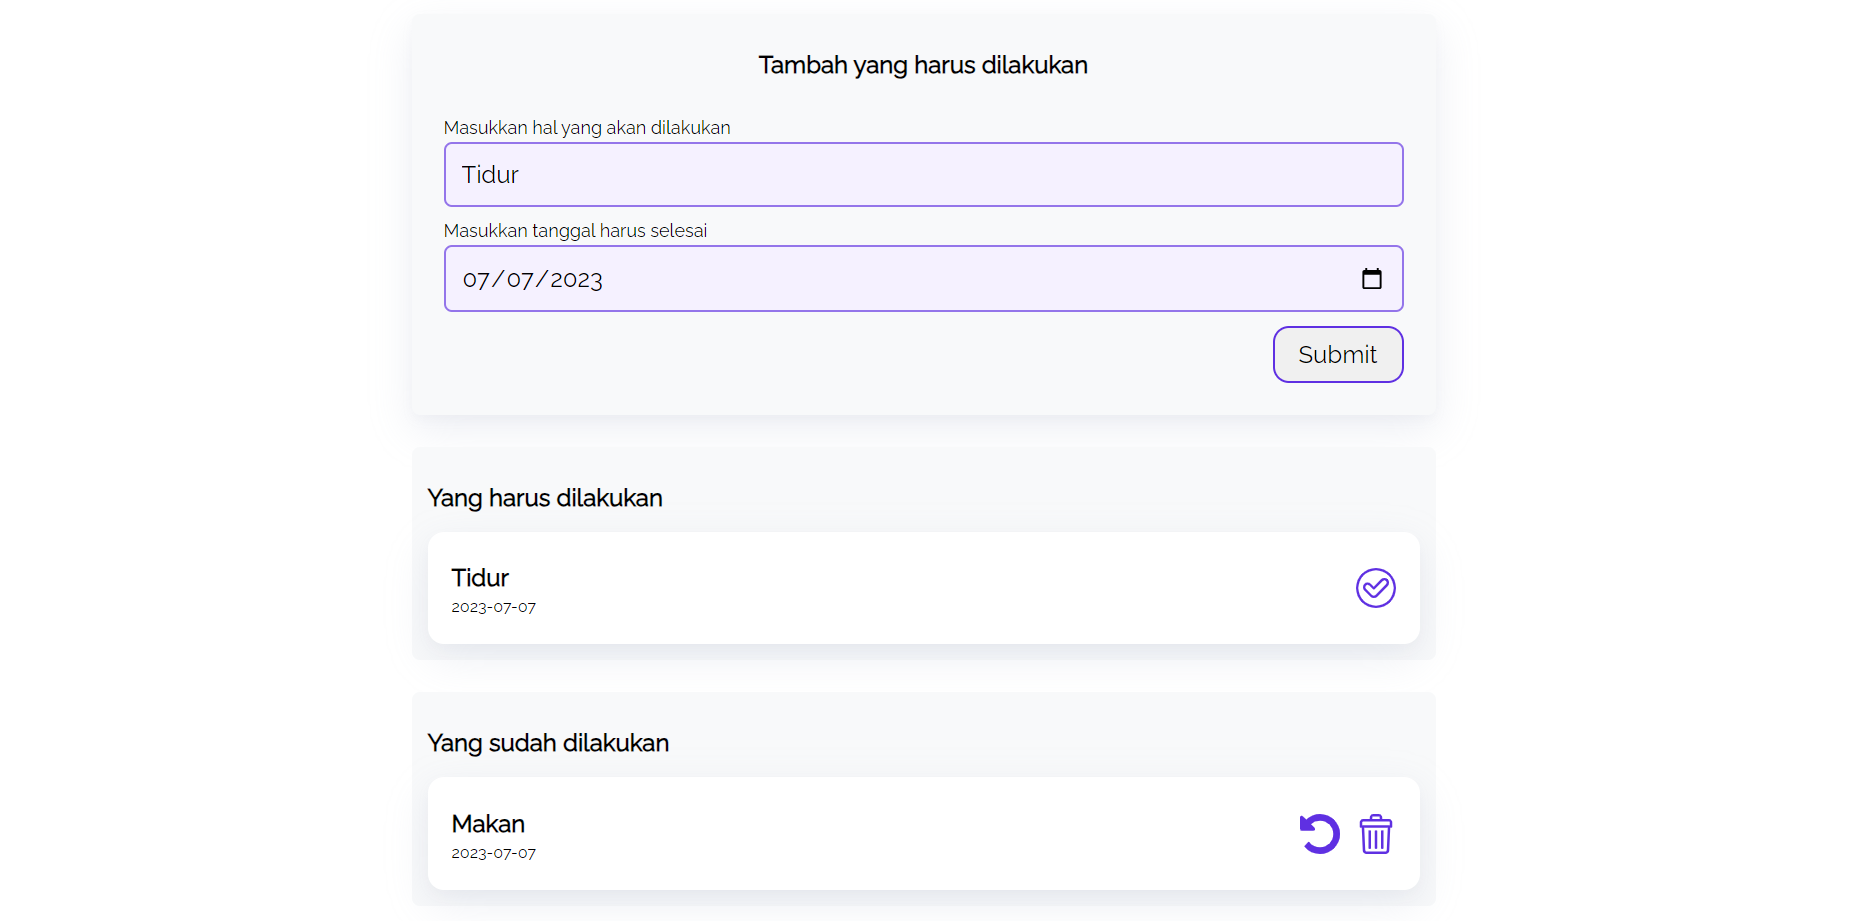 Tambah yang harus dilakukan
Masukkan hal yang akan dilakukan
Tidur
Masukkan tanggal harus selesai
07/07/2023
Submit
Yang harus dilakukan
Tidur
2023-07-07
Yang sudah dilakukan
Makan
2023-07-07